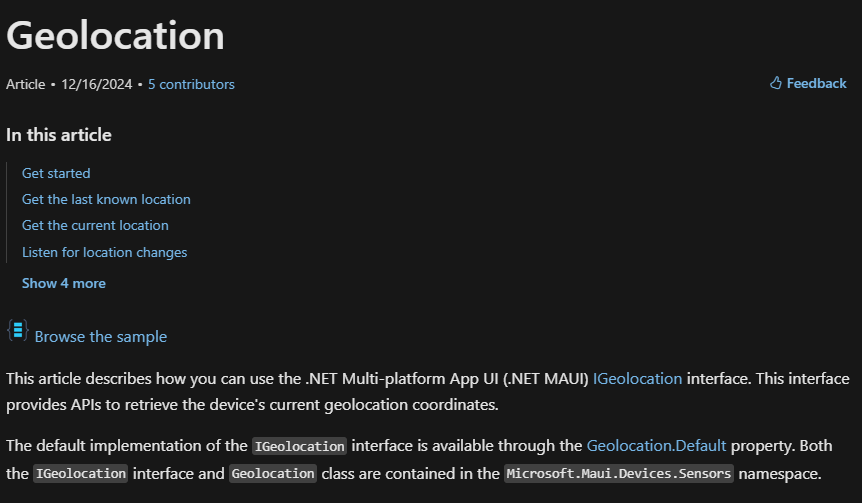 Geolocation
Article • 12/16/2024 • 5 contributors
Feedback
In this article
Get started
Get the last known location
Get the current location
Listen for location changes
Show 4 more
Browse the sample
This article describes how you can use the .NET Multi-platform App UI (.NET MAUI) IGeolocation interface. This interface
provides APIs to retrieve the device's current geolocation coordinates.
The default implementation of the IGeolocation interface is available through the Geolocation.Default property. Both
the IGeolocation interface and Geolocation class are contained in the Microsoft.Maui.Devices.Sensors namespace.